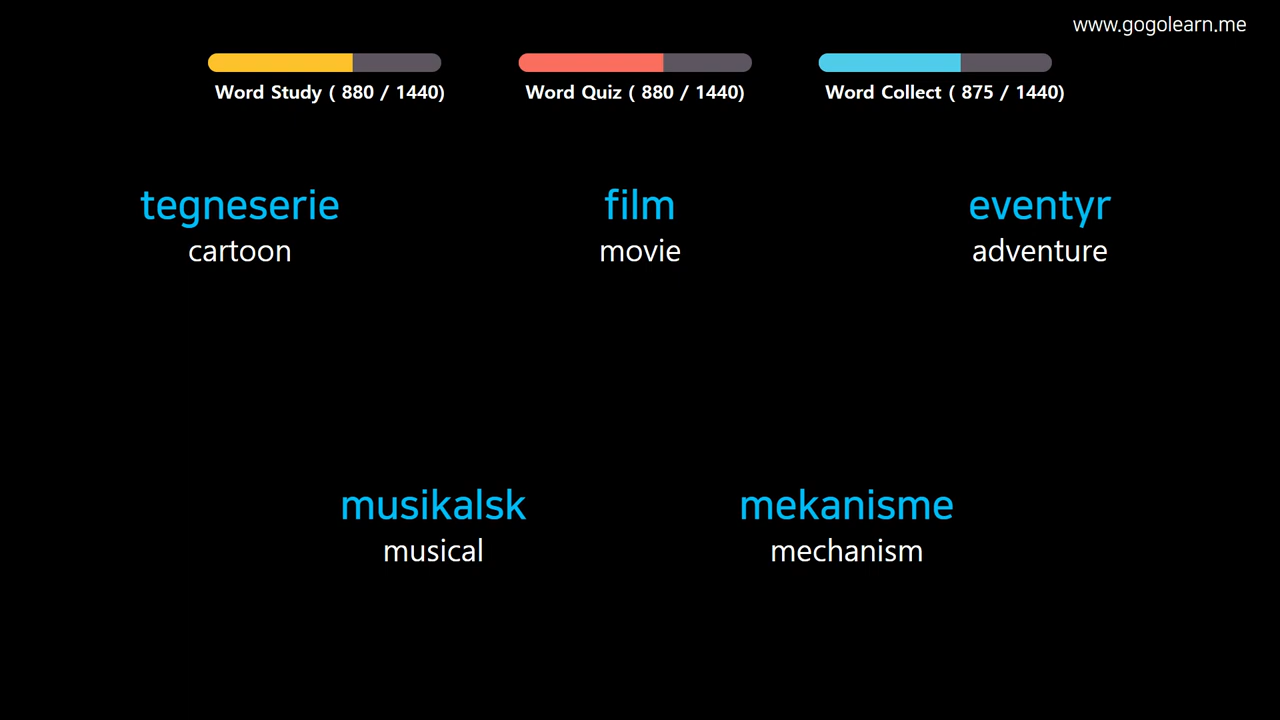 www.gogolearn.me
Word Study ( 880 / 1440)
Word Quiz ( 880 / 1440)
Word Collect ( 875 / 1440)
tegneserie
cartoon
film
movie
eventyr
adventure
musikalsk
musical
mekanisme
mechanism